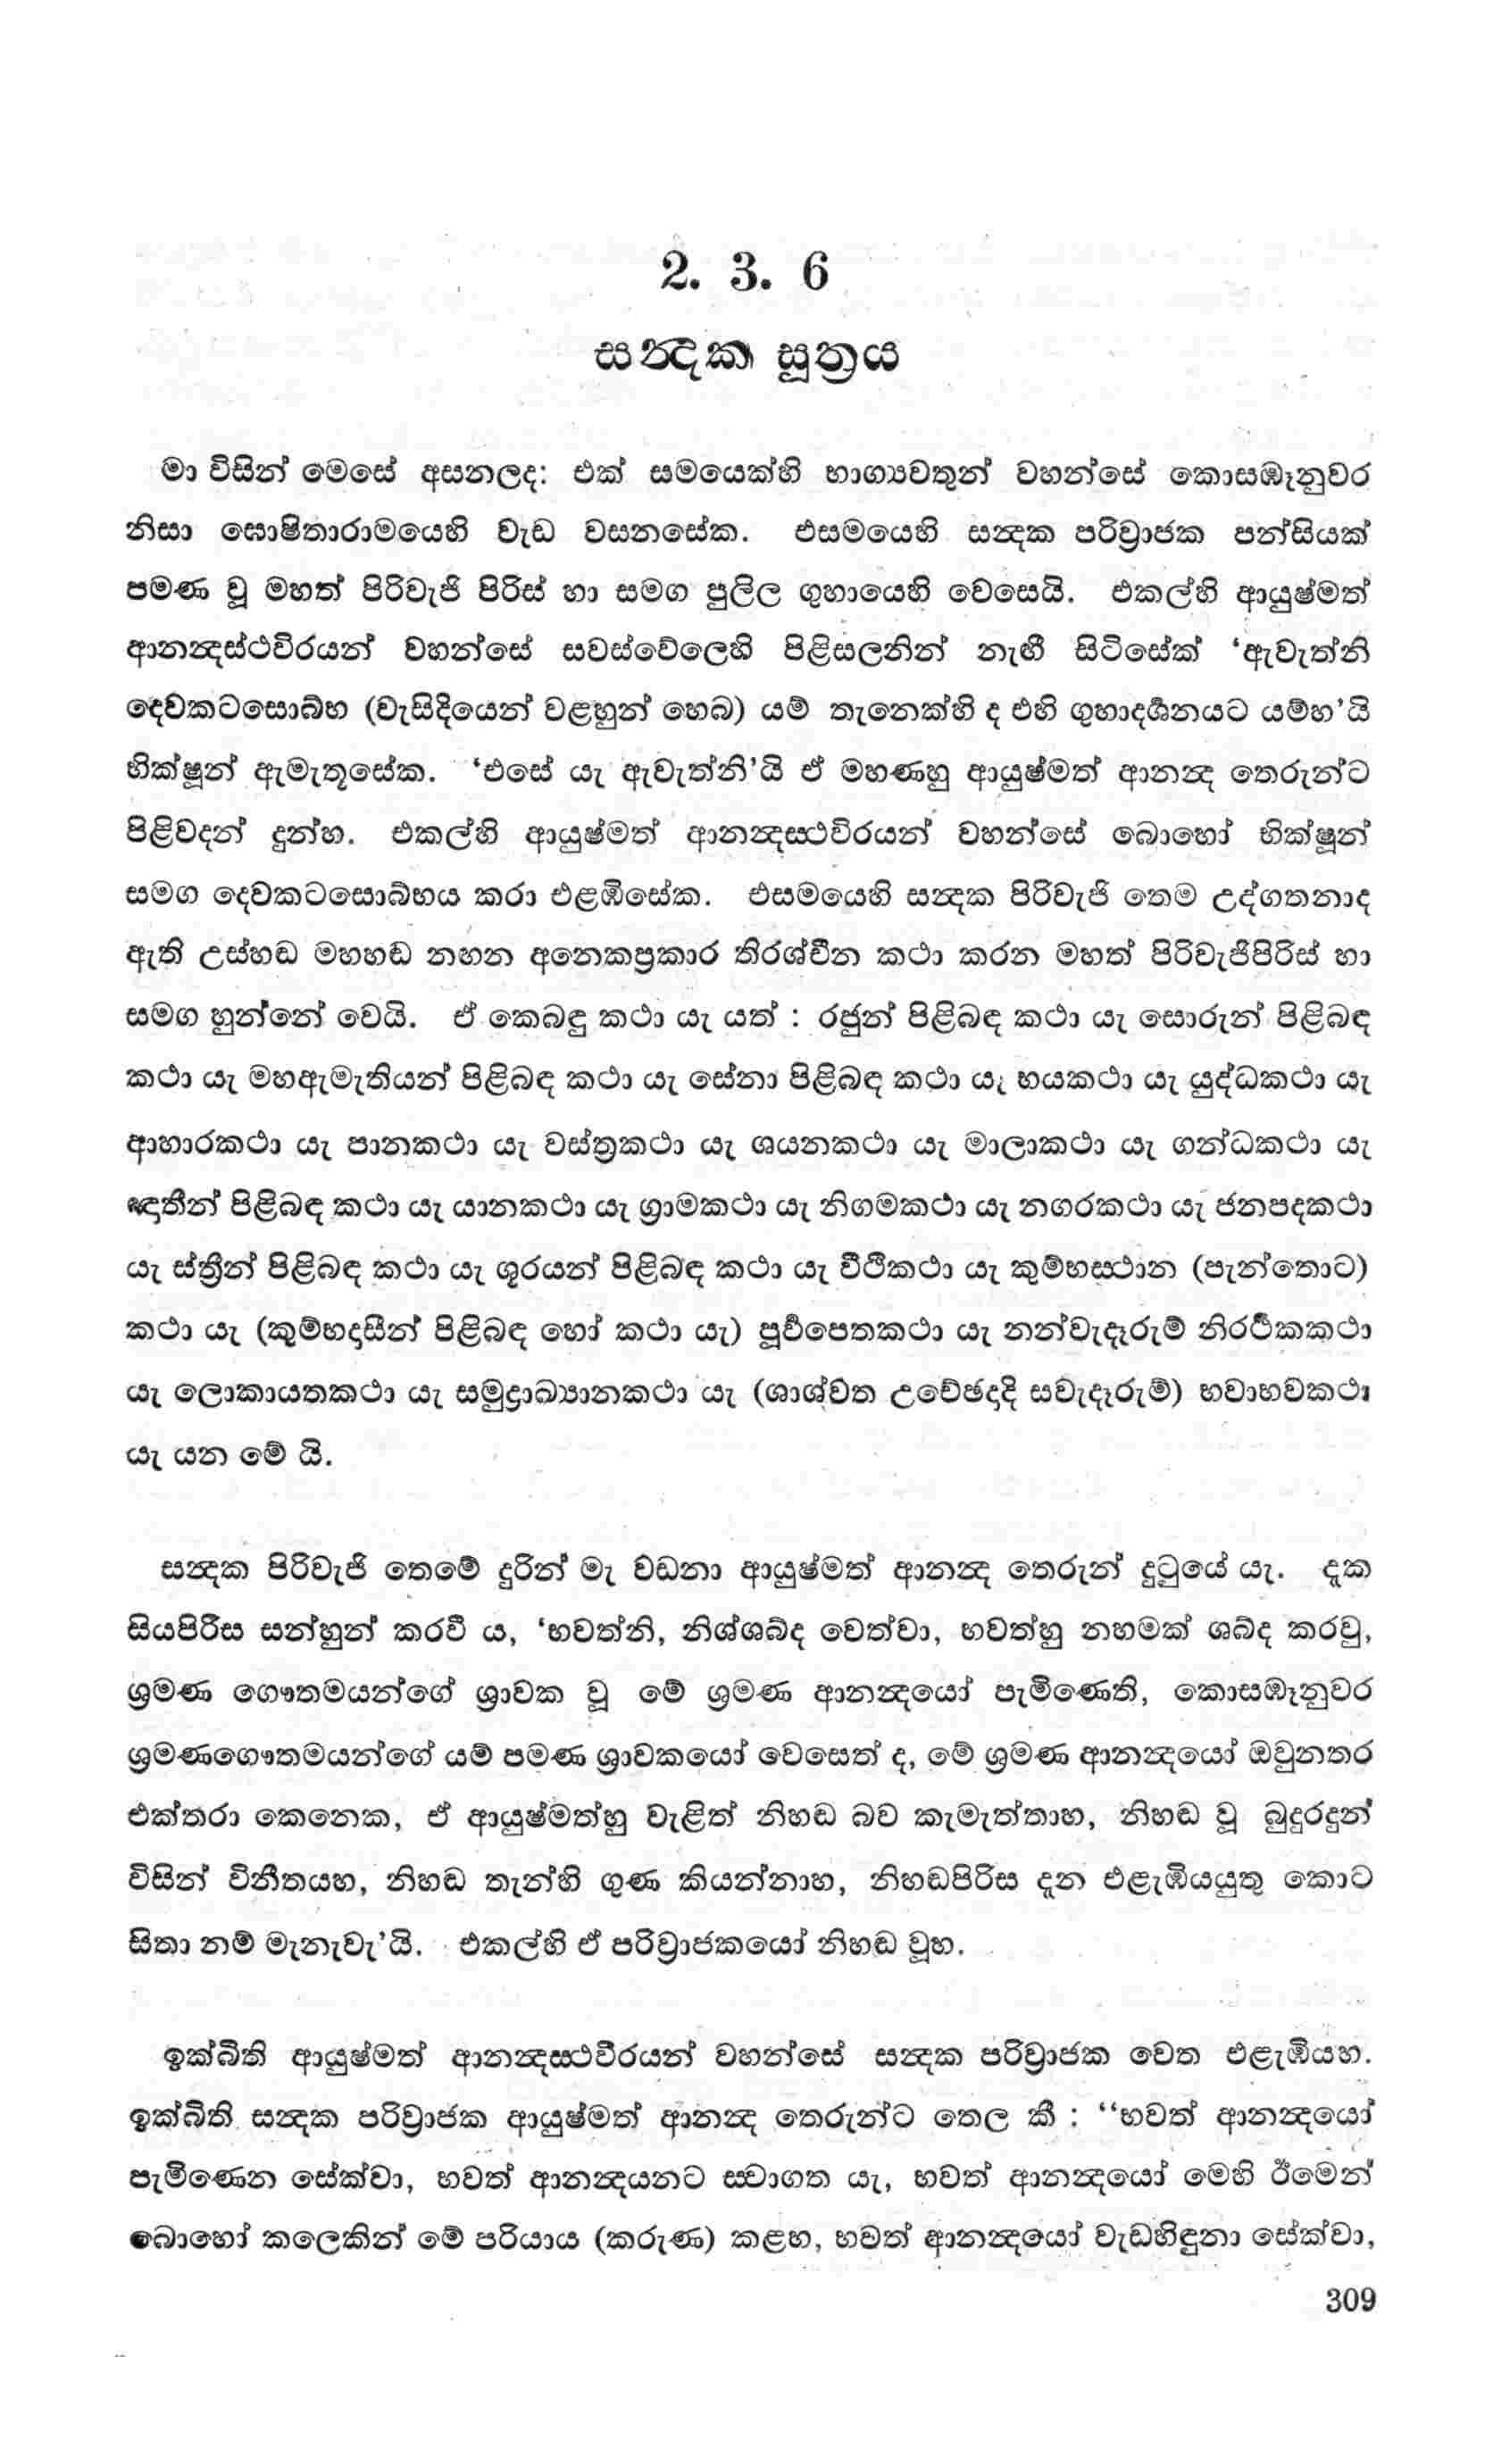 2. 3. 6
සන්‍දක සූත්‍රය
මා විසින් මෙසේ අසනලද: එක් සමයෙක්හි භාග්‍යවතුන් වහන්සේ කොසඹෑනුවර
නිසා ඝොෂිතාරාමයෙහි වැඩ වසනසේක. එසමයෙහි සන්‍දක පරිව්‍රාජක පන්සියක්
පමණ වූ මහත් පිරිවැජි පිරිස් හා සමග පුලිල ගුහායෙහි වෙසෙයි. එකල්හි ආයුෂ්මත්
ආනන්‍දස්ථවිරයන් වහන්සේ සවස්වේලෙහි පිළිසලනින් නැඟී සිටිසේක් ‘ඇවැත්නි
දෙවකටසොබ්භ (වැසිදියෙන් වළහුන් හෙබ) යම් තැනෙක්හි ද එහි ගුහාදර්‍ශනයට යම්හ’යි
භික්ෂූන් ඇමැතූසේක. ‘එසේ යැ ඇවැත්නි’යි ඒ මහණහු ආයුෂ්මත් ආනන්‍ද තෙරුන්ට
පිළිවදන් දුන්හ. එකල්හි ආයුෂ්මත් ආනන්‍දස්‍ථවිරයන් වහන්සේ බොහෝ භික්ෂූන්
සමග දෙවකටසොබ්භය කරා එළඹිසේක. එසමයෙහි සන්‍දක පිරිවැජි තෙම උද්ගතනාද
ඇති උස්හඬ මහහඬ නඟන අනෙකප්‍රකාර තිරශ්චීන කථා කරන මහත් පිරිවැජිපිරිස් හා
සමග හුන්නේ වෙයි. ඒ කෙබඳු කථා යැ යත් : රජුන් පිළිබඳ කථා යැ සොරුන් පිළිබඳ
කථා යැ මහඇමැතියන් පිළිබඳ කථා යැ සේනා පිළිබඳ කථා යැ භයකථා යැ යුද්ධකථා යැ
ආහාරකථා යැ පානකථා යැ වස්ත්‍රකථා යැ ශයනකථා යැ මාලාකථා යැ ගන්ධකථා යැ
ඥාතීන් පිළිබඳ කථා යැ යානකථා යැ ග්‍රාමකථා යැ නිගමකථා යැ නගරකථා යැ ජනපදකථා
යැ ස්ත්‍රීන් පිළිබඳ කථා යැ ශූරයන් පිළිබඳ කථා යැ වීථිකථා යැ කුම්භස්‍ථාන (පැන්තොට)
කථා යැ (කුම්භදාසීන් පිළිබඳ හෝ කථා යැ) පූර්‍වපෙතකථා යැ නන්වැදෑරුම් නිරර්‍ථකකථා
යැ ලොකායතකථා යැ සමුද්‍රාඛ්‍යානකථා යැ (ශාශ්වත උච්ඡේදාදි සවැදෑරුම්) භවාභවකථා
යැ යන මේ යි.
සන්‍දක පිරිවැජි තෙමේ දුරින් මැ වඩනා ආයුෂ්මත් ආනන්‍ද තෙරුන් දුටුයේ යැ. දැක
සියපිරිස සන්හුන් කරවී ය, ‘භවත්නි, නිශ්ශබ්ද වෙත්වා, භවත්හු නහමක් ශබ්ද කරවු,
ශ්‍රමණ ගෞතමයන්ගේ ශ්‍රාවක වූ මේ ශ්‍රමණ ආනන්‍දයෝ පැමිණෙති, කොසඹෑනුවර
ශ්‍රමණගෞතමයන්ගේ යම් පමණ ශ්‍රාවකයෝ වෙසෙත් ද, මේ ශ්‍රමණ ආනන්‍දයෝ ඔවුනතර
එක්තරා කෙනෙක, ඒ ආයුෂ්මත්හු වැළිත් නිහඬ බව කැමැත්තාහ, නිහඬ වූ බුදුරදුන්
විසින් විනීතයහ, නිහඬ තැන්හි ගුණ කියන්නාහ, නිහඬපිරිස දැන එළැඹියයුතු කොට
සිතා නම් මැනැවැ’යි. එකල්හි ඒ පරිව්‍රාජකයෝ නිහඬ වූහ.
ඉක්බිති ආයුෂ්මත් ආනන්‍දස්‍ථවිරයන් වහන්සේ සන්‍දක පරිව්‍රාජක වෙත එළැඹියහ.
ඉක්බිති සන්‍දක පරිව්‍රාජක ආයුෂ්මත් ආනන්‍ද තෙරුන්ට තෙල කී : “භවත් ආනන්‍දයෝ
පැමිණෙන සේක්වා, භවත් ආනන්‍දයනට ස්‍වාගත යැ, භවත් ආනන්‍දයෝ මෙහි ඊමෙන්
බොහෝ කලෙකින් මේ පරියාය (කරුණ) කළහ, භවත් ආනන්‍දයෝ වැඩහිඳුනා සේක්වා,
309